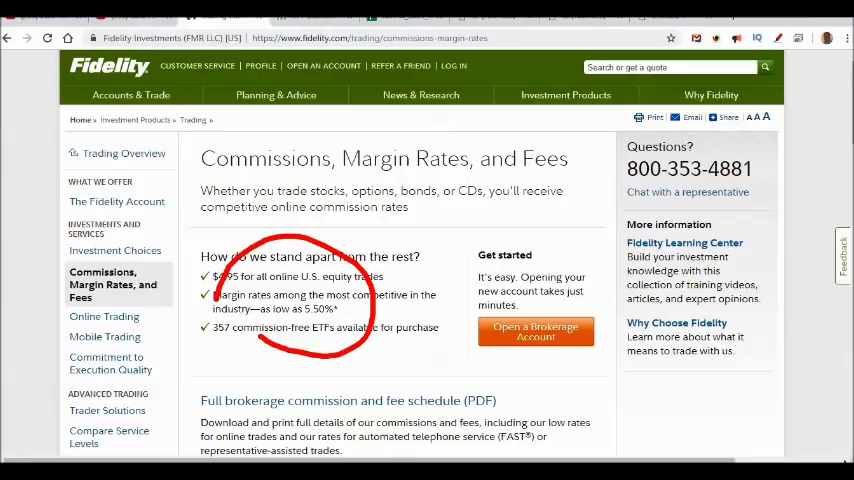 Fidelity Investments (FMR LLC) [US] https://www.fidelity.com/trading/commissions-margin-rates
Fidelity
CUSTOMER SERVICE PROFILE OPEN AN ACCOUNT REFER A FRIEND LOG IN
Search or get a quote
Accounts & Trade Planning & Advice News & Research Investment Products Why Fidelity
Home » Investment Products » Trading »
Print Email Share A A A
Trading Overview
WHAT WE OFFER
The Fidelity Account
INVESTMENTS AND
SERVICES
Investment Choices
Commissions,
Margin Rates, and
Fees
Online Trading
Mobile Trading
Commitment to
Execution Quality
ADVANCED TRADING
Trader Solutions
Compare Service
Levels
Commissions, Margin Rates, and Fees
Whether you trade stocks, options, bonds, or CDs, you'll receive
competitive online commission rates
How do we stand apart from the rest?
$4.95 for all online U.S. equity trades
Margin rates among the most competitive in the
industry—as low as 5.50%*
357 commission-free ETFs available for purchase
Get started
It's easy. Opening your
new account takes just
minutes.
Open a Brokerage
Account
Full brokerage commission and fee schedule (PDF)
Download and print full details of our commissions and fees, including our low rates
for online trades and our rates for automated telephone service (FAST®) or
representative-assisted trades.
Questions?
800-353-4881
Chat with a representative
More information
Fidelity Learning Center
Build your investment
knowledge with this
collection of training videos,
articles, and expert opinions.
Why Choose Fidelity
Learn more about what it
means to trade with us.
Feedback